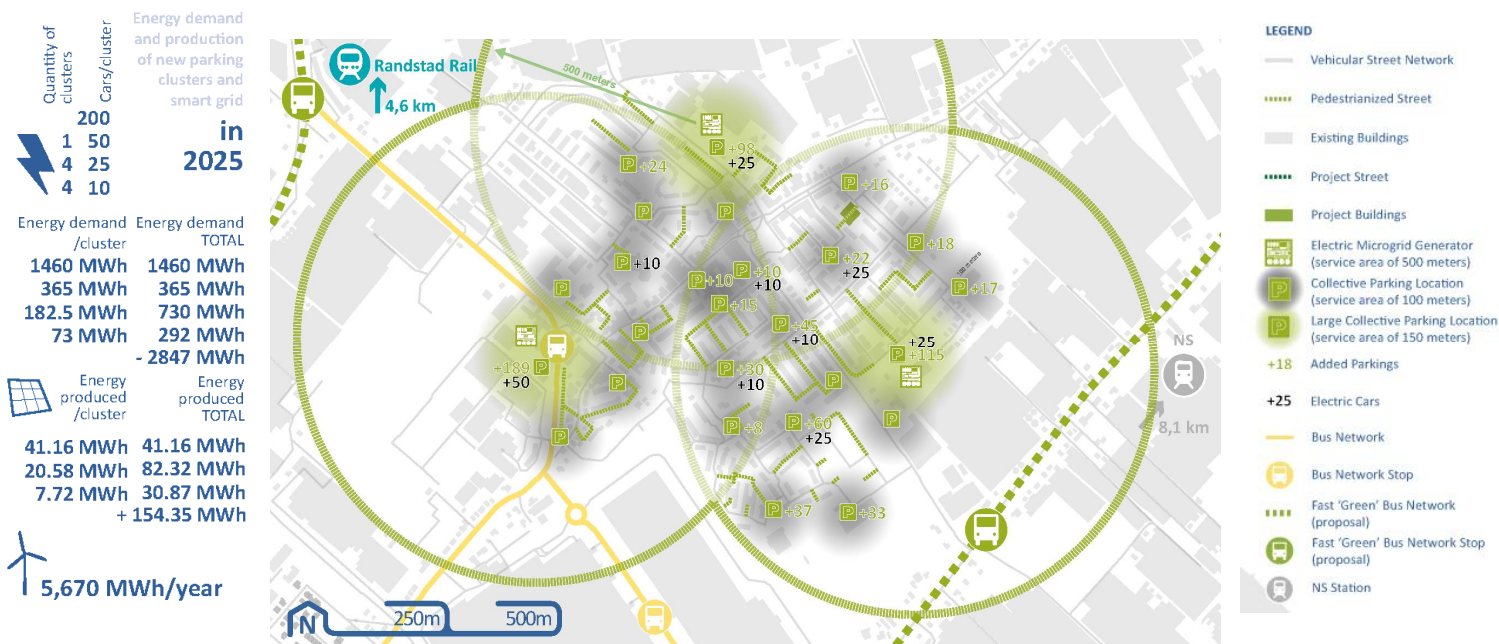 Quantity of
clusters
Cars/cluster
Energy demand
and production
of new parking
clusters and
smart grid
in
2025
200
1 50
4 25
4 10
Energy demand
/cluster
Energy demand
TOTAL
1460 MWh 1460 MWh
365 MWh 365 MWh
182.5 MWh 730 MWh
73 MWh 292 MWh
- 2847 MWh
Energy
produced
/cluster
Energy
produced
TOTAL
41.16 MWh 41.16 MWh
20.58 MWh 82.32 MWh
7.72 MWh 30.87 MWh
+ 154.35 MWh
5,670 MWh/year
Randstad Rail
4,6 km
500 meters
P +98
+25
P +24
P +16
P
P
P +18
P +22
+25
P +10
P +10
+10
P +10
P +17
100 meters
P
P +15
P +45
+10
P
+25
P +115
NS
8,1 km
+189 P
+50
P +30
+10
P
P
P
P +8
P +60
+25
P
P +37
P +33
N
250m
500m
LEGEND
Vehicular Street Network
Pedestrianized Street
Existing Buildings
Project Street
Project Buildings
Electric Microgrid Generator
(service area of 500 meters)
P Collective Parking Location
(service area of 100 meters)
P Large Collective Parking Location
(service area of 150 meters)
+18 Added Parkings
+25 Electric Cars
Bus Network
Bus Network Stop
Fast 'Green' Bus Network
(proposal)
Fast 'Green' Bus Network Stop
(proposal)
NS Station